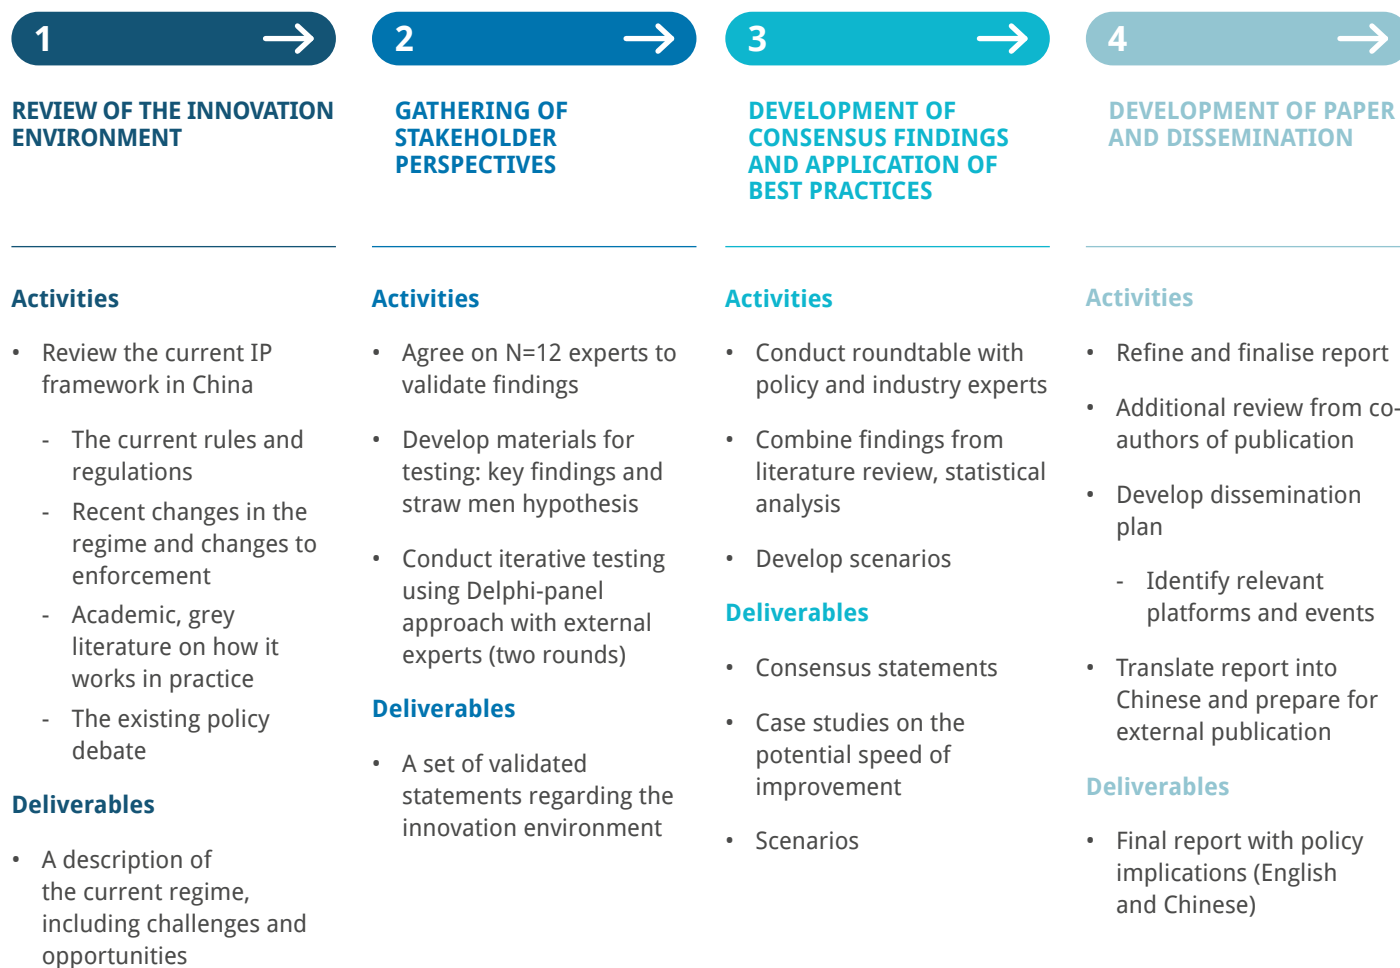 1
REVIEW OF THE INNOVATION
ENVIRONMENT
Activities
• Review the current IP
framework in China
- The current rules and
regulations
- Recent changes in the
regime and changes to
enforcement
- Academic, grey
literature on how it
works in practice
- The existing policy
debate
Deliverables
• A description of
the current regime,
including challenges and
opportunities
2
GATHERING OF
STAKEHOLDER
PERSPECTIVES
Activities
• Agree on N=12 experts to
validate findings
• Develop materials for
testing: key findings and
straw men hypothesis
• Conduct iterative testing
using Delphi-panel
approach with external
experts (two rounds)
Deliverables
• A set of validated
statements regarding the
innovation environment
3
DEVELOPMENT OF
CONSENSUS FINDINGS
AND APPLICATION OF
BEST PRACTICES
Activities
• Conduct roundtable with
policy and industry experts
• Combine findings from
literature review, statistical
analysis
• Develop scenarios
Deliverables
• Consensus statements
• Case studies on the
potential speed of
improvement
• Scenarios
4
DEVELOPMENT OF PAPER
AND DISSEMINATION
Activities
• Refine and finalise report
• Additional review from co-
authors of publication
• Develop dissemination
plan
- Identify relevant
platforms and events
• Translate report into
Chinese and prepare for
external publication
Deliverables
• Final report with policy
implications (English
and Chinese)